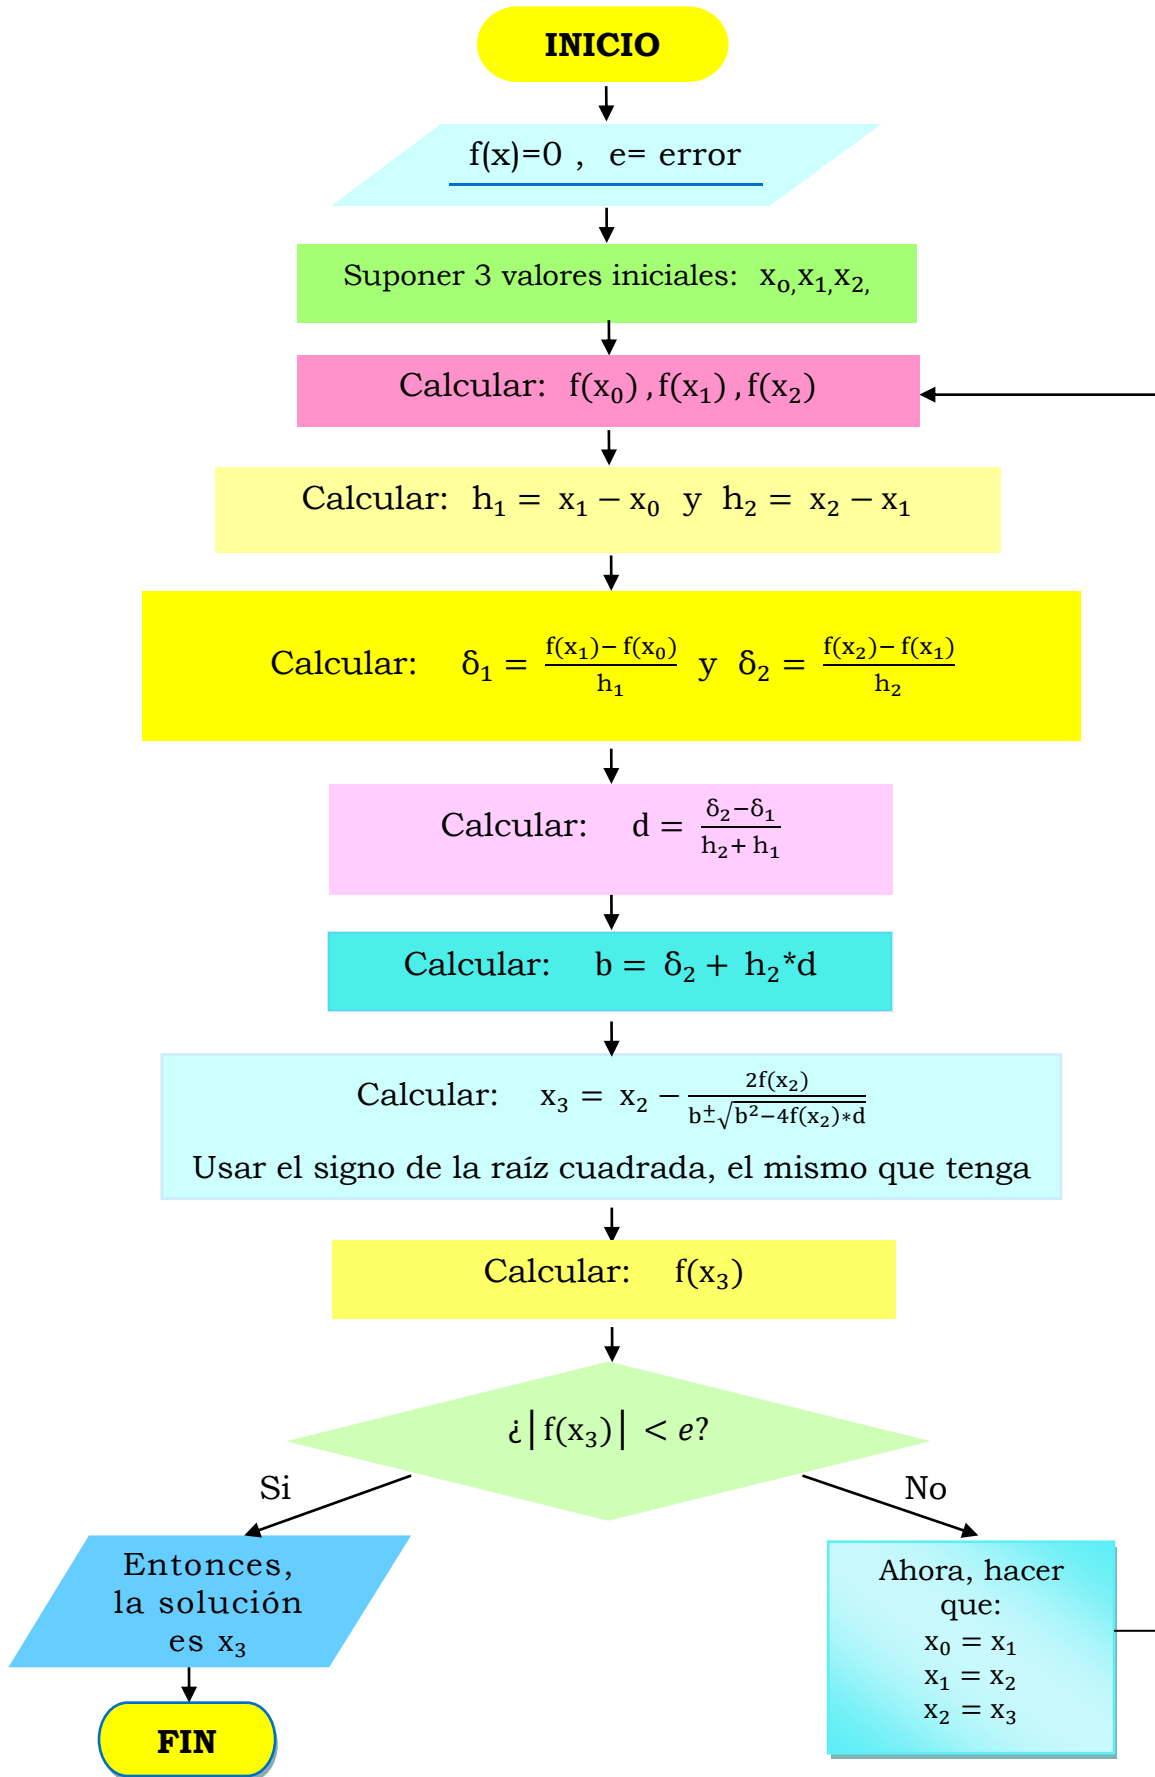 INICIO
f(x)=0 , e= error
Suponer 3 valores iniciales: x₀,x₁,x₂,
Calcular: f(x₀) , f(x₁) , f(x₂)
Calcular: h₁ = x₁ − x₀ y h₂ = x₂ − x₁
Calcular: δ₁ = (f(x₁)− f(x₀))/h₁ y δ₂ = (f(x₂)− f(x₁))/h₂
Calcular: d = (δ₂−δ₁)/(h₂+ h₁)
Calcular: b = δ₂ + h₂*d
Calcular: x₃ = x₂ − 2f(x₂)/(b±√(b²−4f(x₂)∗d))
Usar el signo de la raíz cuadrada, el mismo que tenga
Calcular: f(x₃)
¿|f(x₃)| < e?
Si
No
Entonces,
la solución
es x₃
FIN
Ahora, hacer
que:
x₀ = x₁
x₁ = x₂
x₂ = x₃